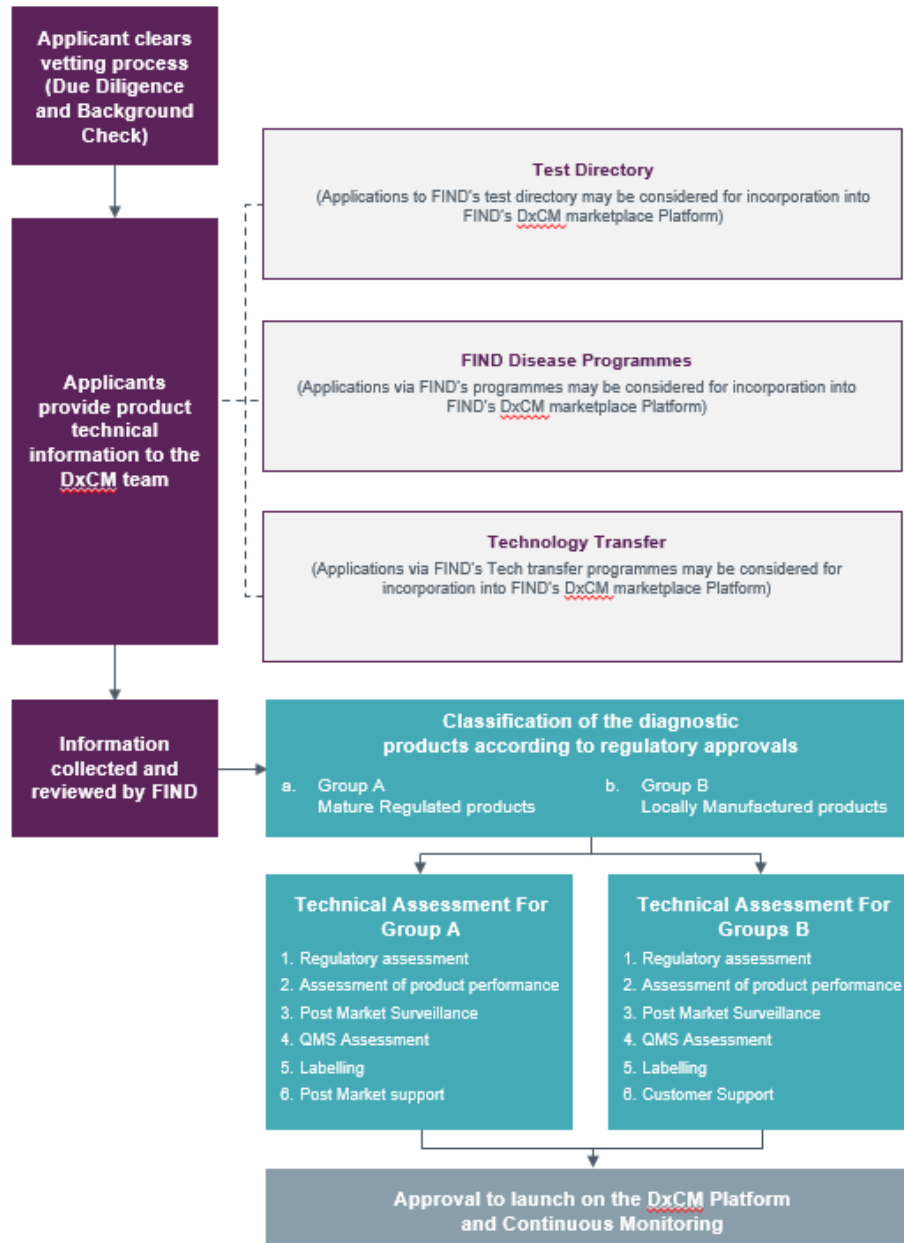 Applicant clears
vetting process
(Due Diligence
and Background
Check)
Test Directory
(Applications to FIND's test directory may be considered for incorporation into
FIND's DxCM marketplace Platform)
Applicants
provide product
technical
information to the
DxCM team
FIND Disease Programmes
(Applications via FIND's programmes may be considered for incorporation into
FIND's DxCM marketplace Platform)
Technology Transfer
(Applications via FIND's Tech transfer programmes may be considered for
incorporation into FIND's DxCM marketplace Platform)
Information
collected and
reviewed by FIND
Classification of the diagnostic
products according to regulatory approvals
a. Group A
Mature Regulated products
b. Group B
Locally Manufactured products
Technical Assessment For
Group A
1. Regulatory assessment
2. Assessment of product performance
3. Post Market Surveillance
4. QMS Assessment
5. Labelling
6. Post Market support
Technical Assessment For
Groups B
1. Regulatory assessment
2. Assessment of product performance
3. Post Market Surveillance
4. QMS Assessment
5. Labelling
6. Customer Support
Approval to launch on the DxCM Platform
and Continuous Monitoring